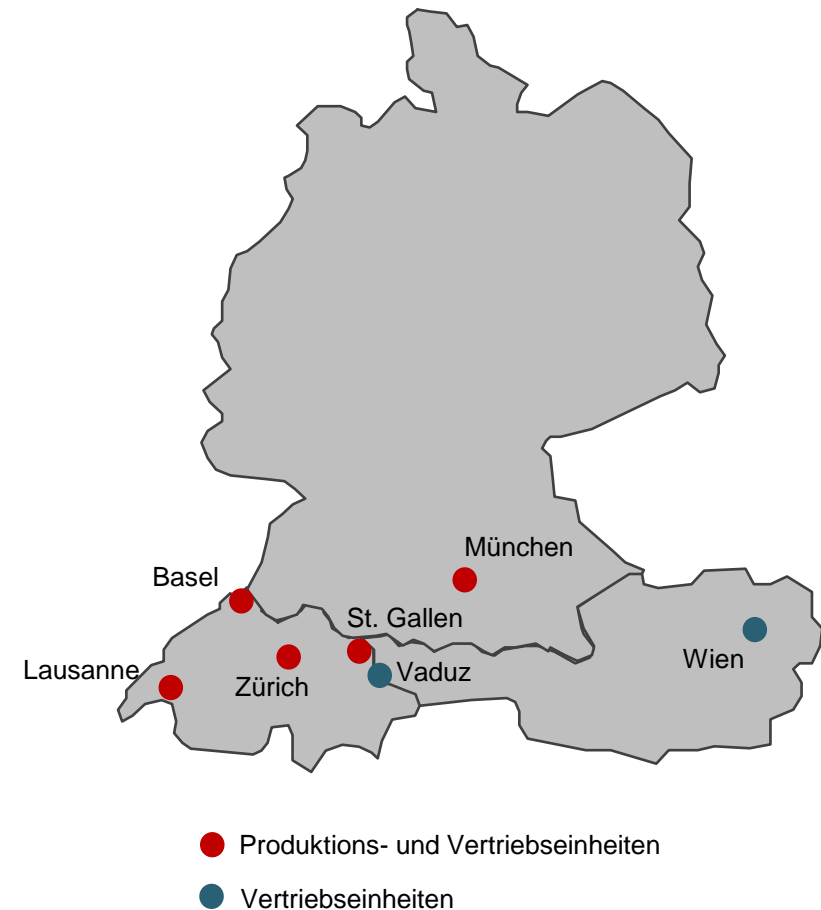 München
Basel
St. Gallen
Wien
Vaduz
Lausanne
Zürich
Produktions- und Vertriebseinheiten
Vertriebseinheiten